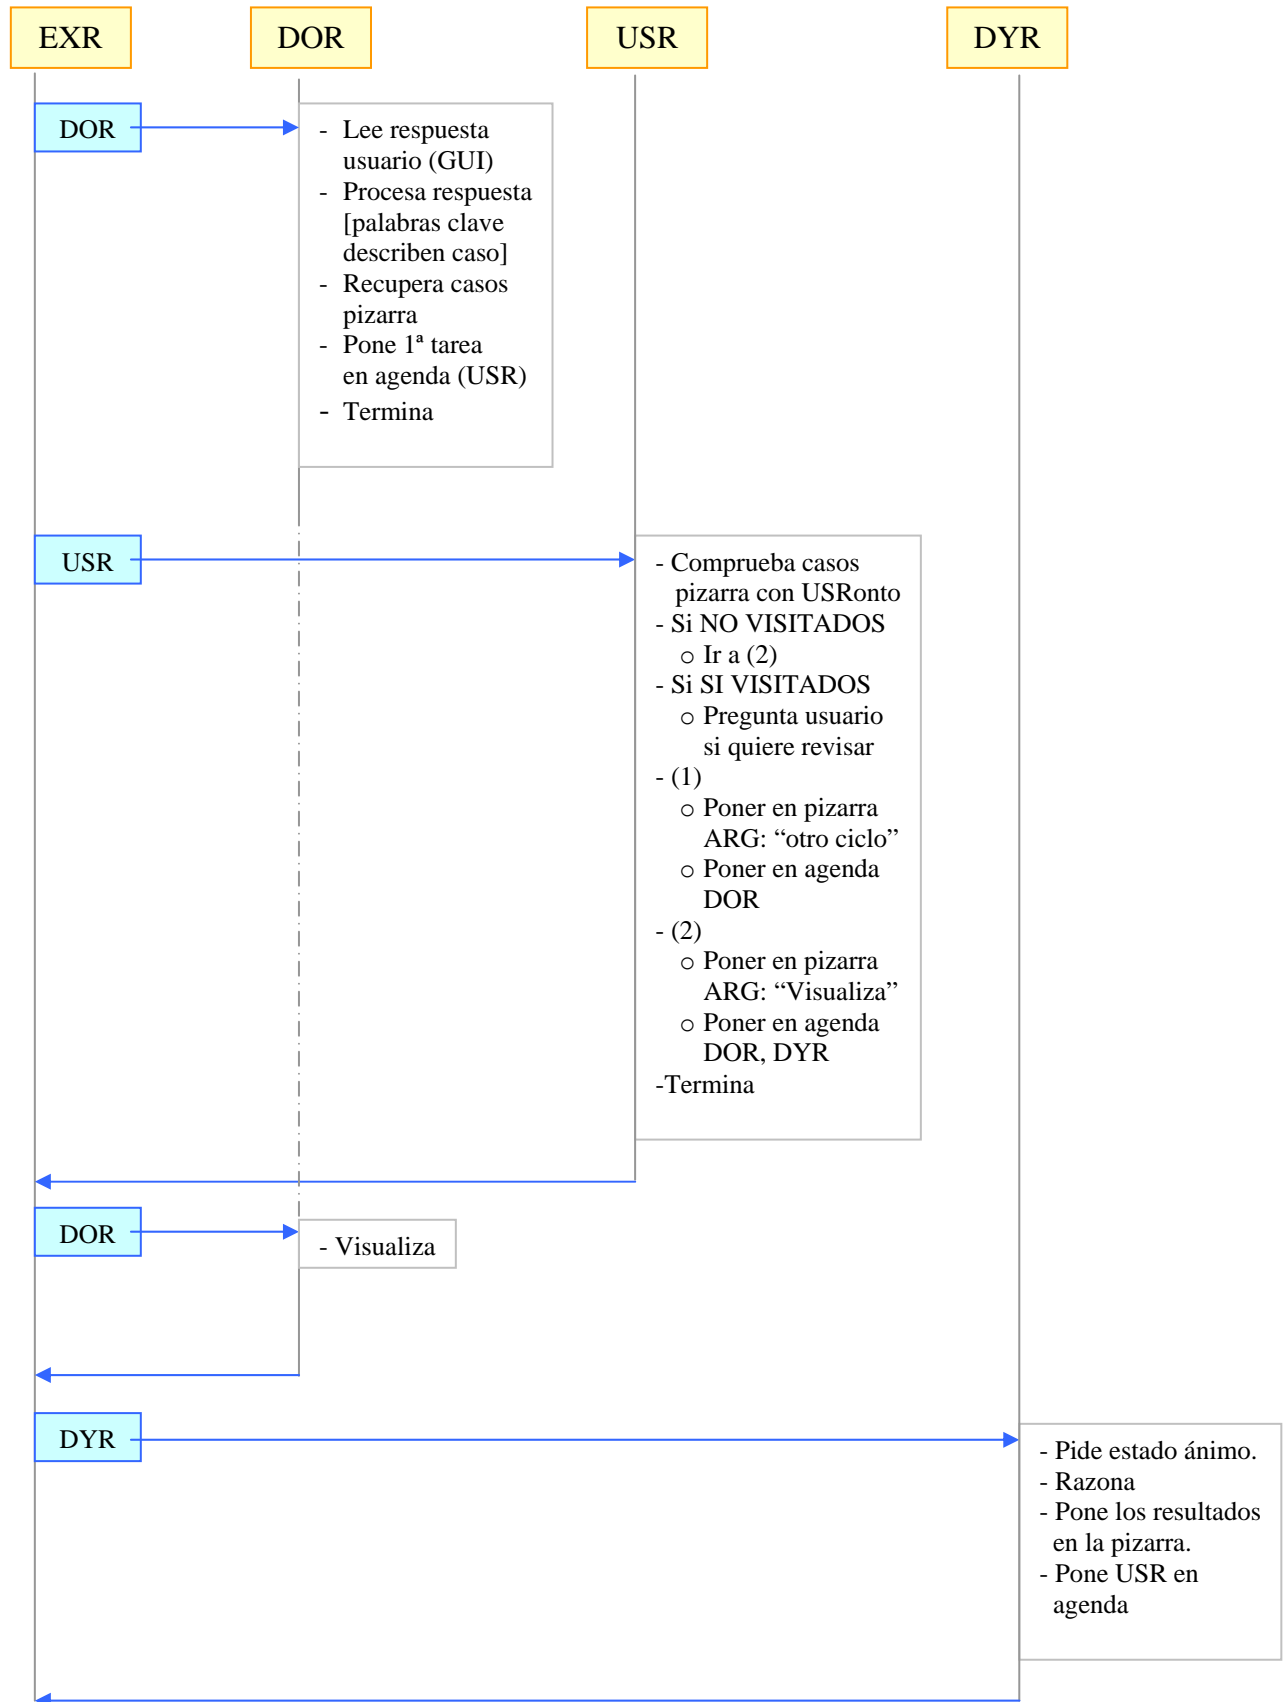 EXR
DOR
USR
DYR
DOR
- Lee respuesta
usuario (GUI)
- Procesa respuesta
[palabras clave
describen caso]
- Recupera casos
pizarra
- Pone 1ª tarea
en agenda (USR)
- Termina
USR
- Comprueba casos
pizarra con USRonto
- Si NO VISITADOS
o Ir a (2)
- Si SI VISITADOS
o Pregunta usuario
si quiere revisar
- (1)
o Poner en pizarra
ARG: “otro ciclo”
o Poner en agenda
DOR
- (2)
o Poner en pizarra
ARG: “Visualiza”
o Poner en agenda
DOR, DYR
-Termina
DOR
- Visualiza
DYR
- Pide estado ánimo.
- Razona
- Pone los resultados
en la pizarra.
- Pone USR en
agenda